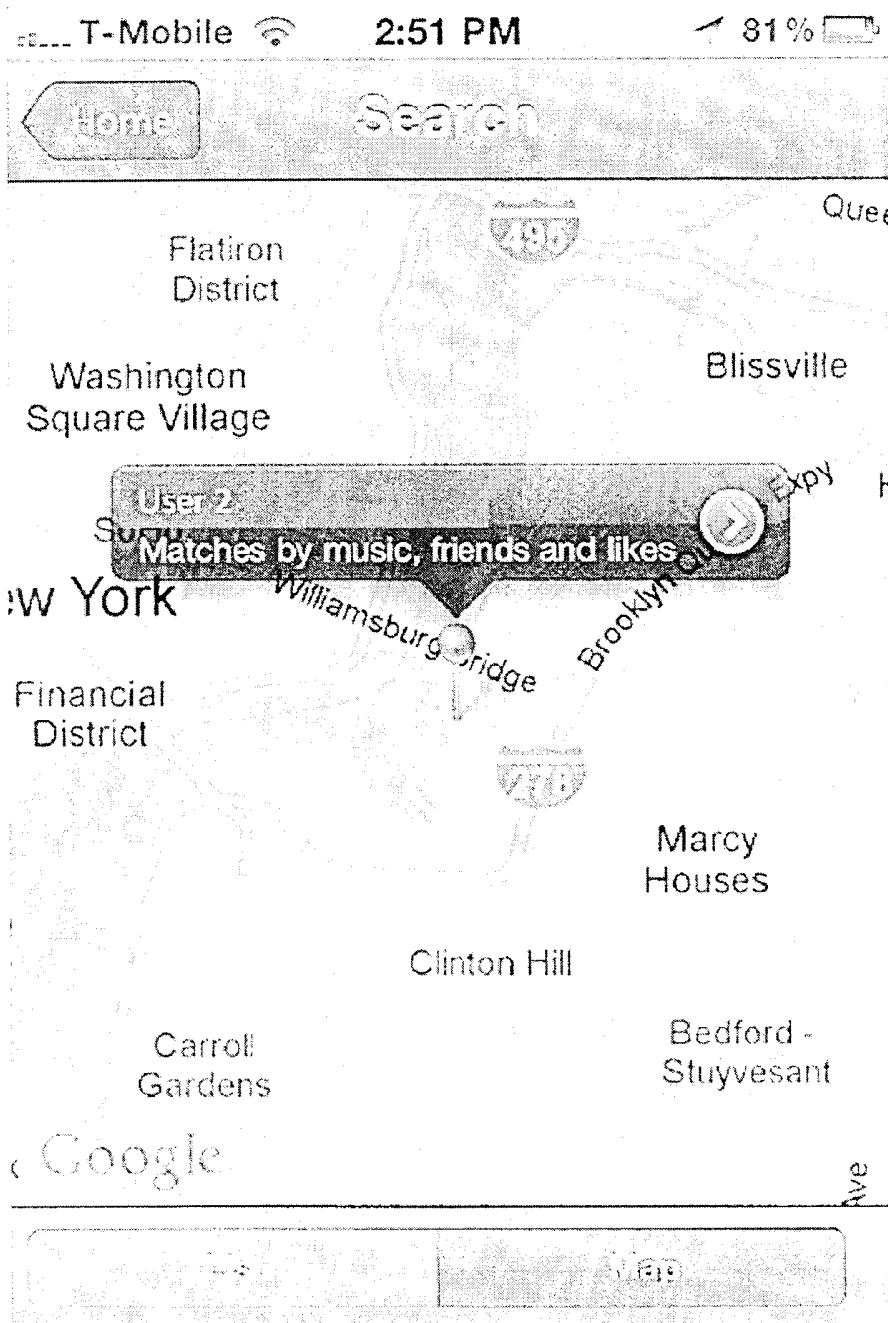 T-Mobile 2:51 PM 81%
Home Search
495
Quee
Flatiron
District
Washington
Square Village
Blissville
Expy
H
User 2
Matches by music, friends and likes
ew York
Williamsburg Bridge
Brooklyn
Financial
District
278
Marcy
Houses
Clinton Hill
Carroll
Gardens
Bedford -
Stuyvesant
Google
Ave
Map